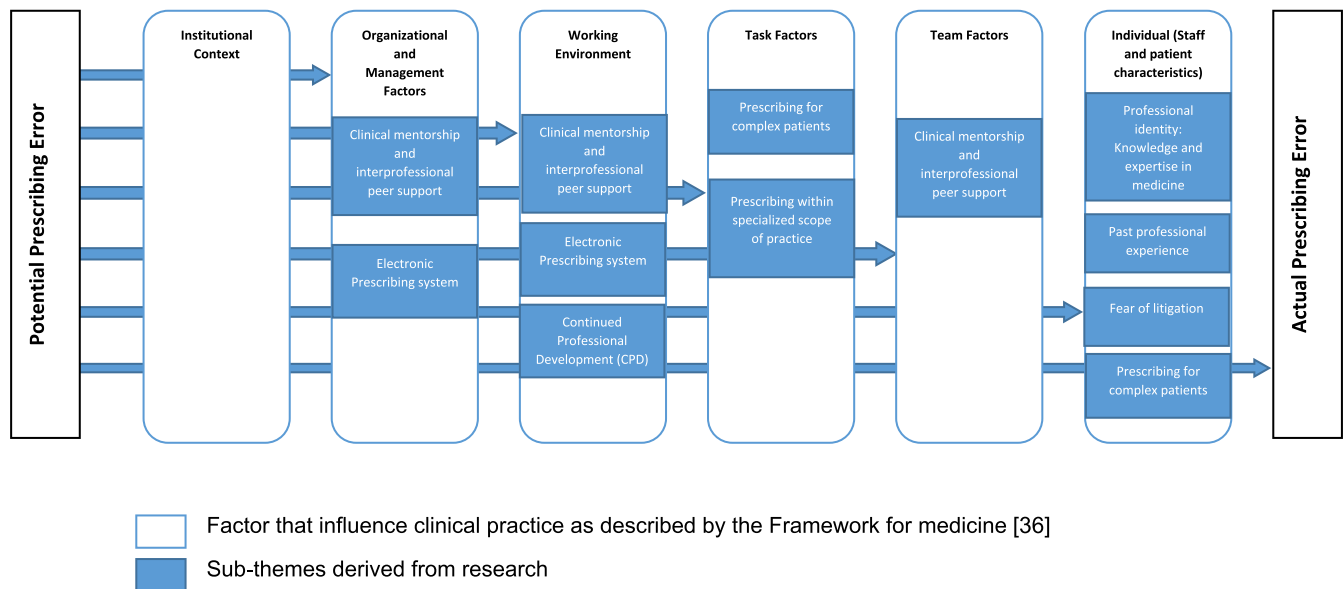 Potential Prescribing Error
Institutional
Context
Organizational
and
Management
Factors
Clinical mentorship
and
interprofessional
peer support
Electronic
Prescribing system
Working
Environment
Clinical mentorship
and
interprofessional
peer support
Electronic
Prescribing system
Continued
Professional
Development (CPD)
Task Factors
Prescribing for
complex patients
Prescribing within
specialized scope
of practice
Team Factors
Clinical mentorship
and
interprofessional
peer support
Individual (Staff
and patient
characteristics)
Professional
identity:
Knowledge and
expertise in
medicine
Past professional
experience
Fear of litigation
Prescribing for
complex patients
Actual Prescribing Error
Factor that influence clinical practice as described by the Framework for medicine [36]
Sub-themes derived from research